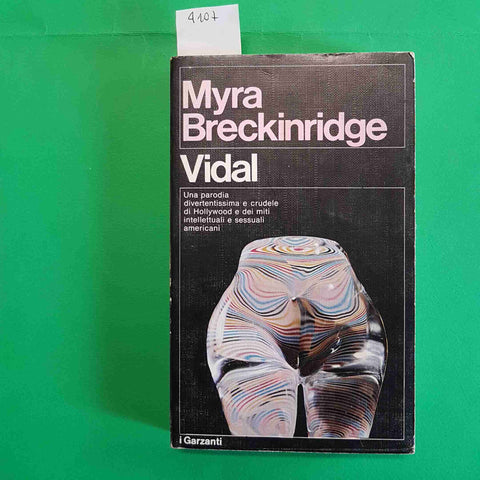 4107
Myra
Breckinridge
Vidal
Una parodia
divertentissima e crudele
di Hollywood e dei miti
intellettuali e sessuali
americani
i Garzanti